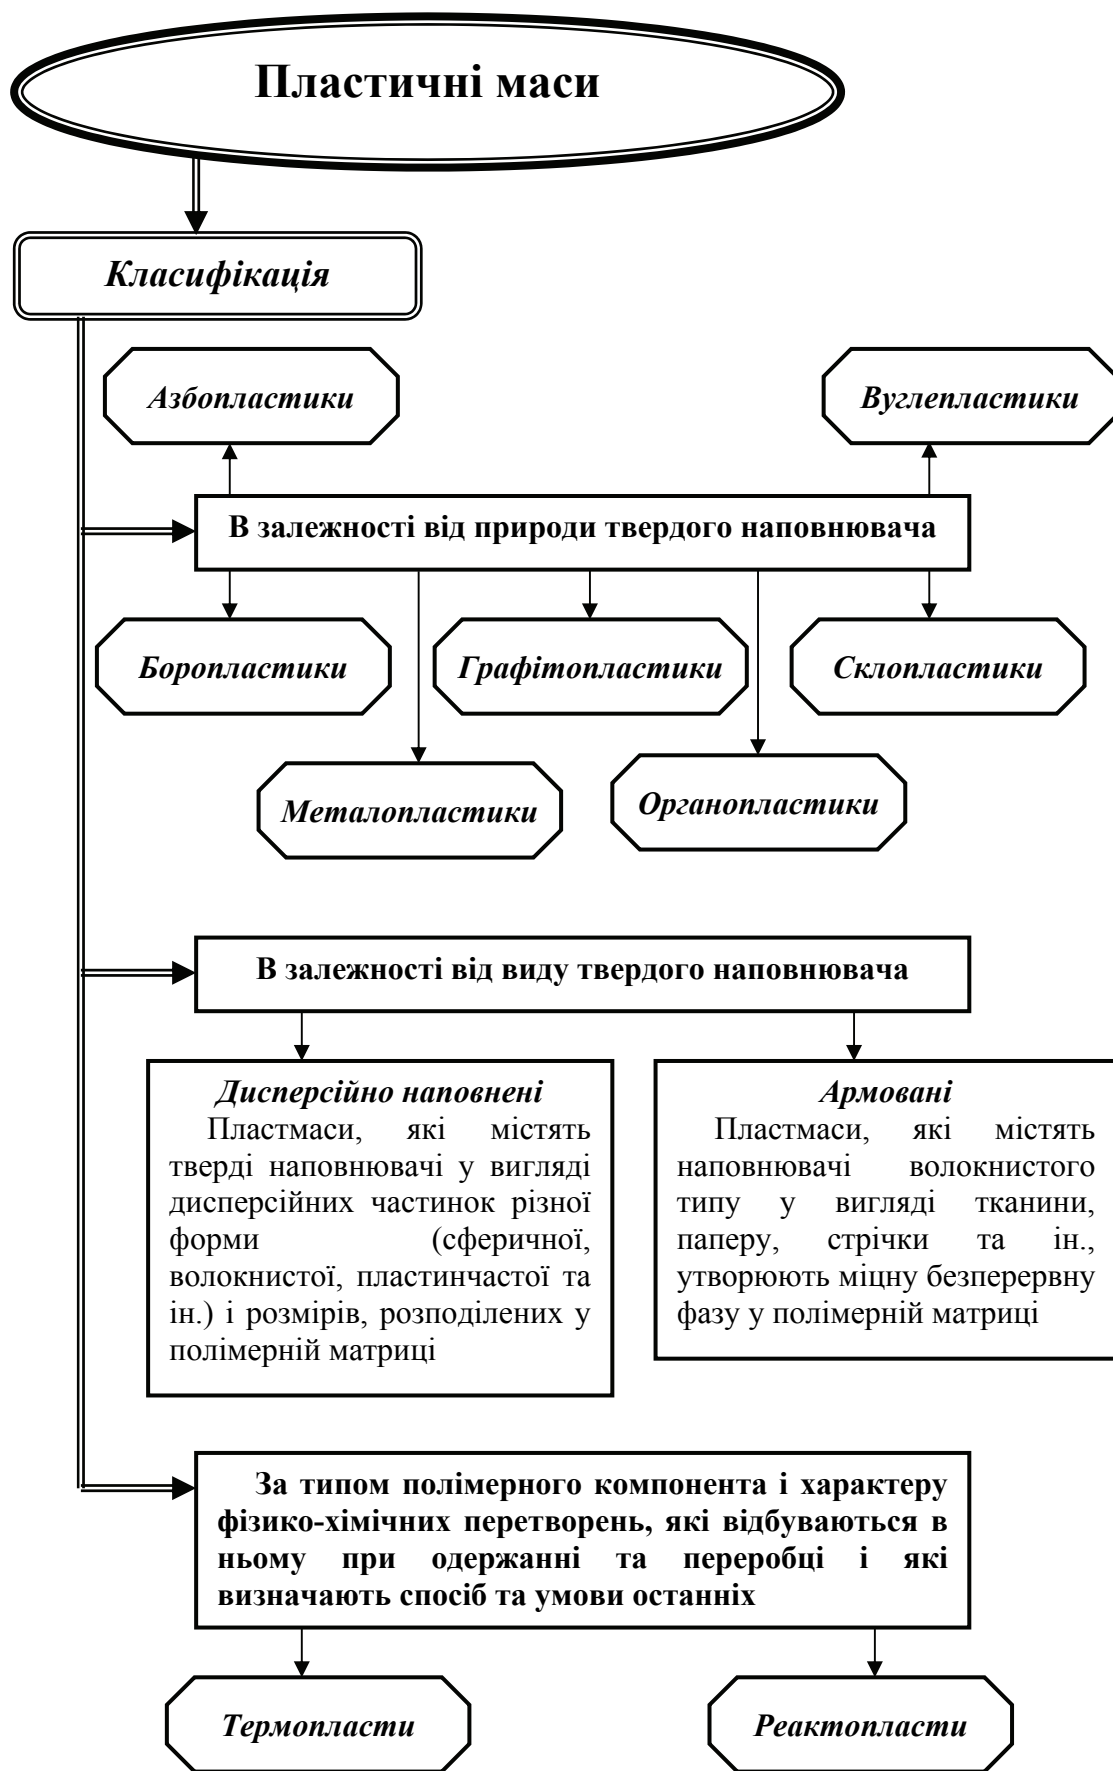 Пластичні маси
Класифікація
Азбопластики
Вуглепластики
В залежності від природи твердого наповнювача
Боропластики
Графітопластики
Склопластики
Металопластики
Органопластики
В залежності від виду твердого наповнювача
Дисперсійно наповнені
Пластмаси, які містять
тверді наповнювачі у вигляді
дисперсійних частинок різної
форми (сферичної,
волокнистої, пластинчастої та
ін.) і розмірів, розподілених у
полімерній матриці
Армовані
Пластмаси, які містять
наповнювачі волокнистого
типу у вигляді тканини,
паперу, стрічки та ін.,
утворюють міцну безперервну
фазу у полімерній матриці
За типом полімерного компонента і характеру
фізико-хімічних перетворень, які відбуваються в
ньому при одержанні та переробці і які
визначають спосіб та умови останніх
Термопласти
Реактопласти